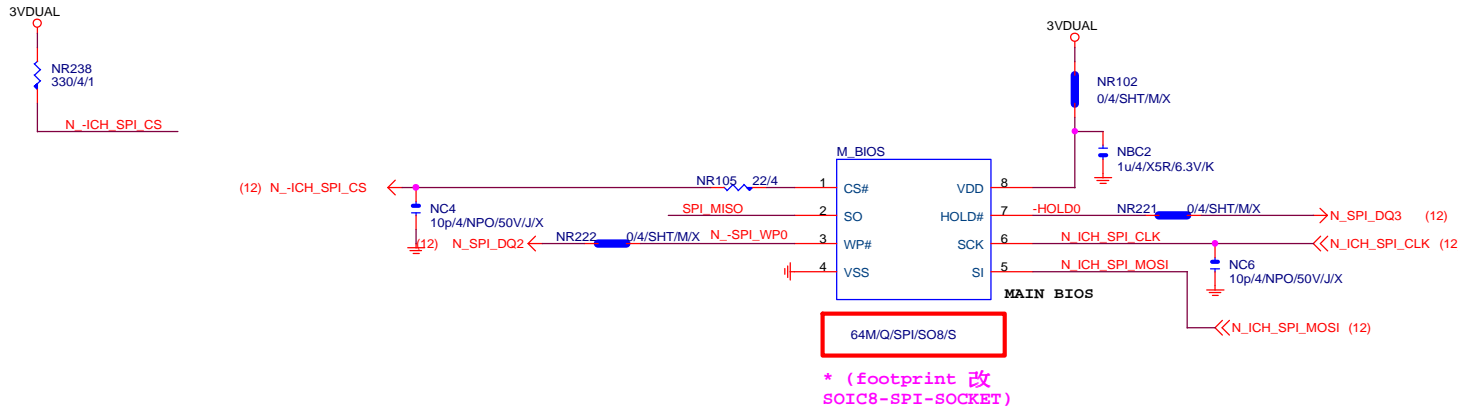 3VDUAL
NR238
330/4/1
N_-ICH_SPI_CS
3VDUAL
NR102
0/4/SHT/M/X
NBC2
1u/4/X5R/6.3V/K
M_BIOS
(12) N_-ICH_SPI_CS
NR105 22/4
1 CS# VDD 8
NC4
10p/4/NPO/50V/J/X
SPI_MISO
2 SO HOLD# 7
-HOLD0 NR221 0/4/SHT/M/X
N_SPI_DQ3 (12)
(12) N_SPI_DQ2
NR222 0/4/SHT/M/X N_-SPI_WP0
3 WP# SCK 6
N_ICH_SPI_CLK
N_ICH_SPI_CLK (12
4 VSS SI 5
N_ICH_SPI_MOSI
NC6
10p/4/NPO/50V/J/X
MAIN BIOS
N_ICH_SPI_MOSI (12)
64M/Q/SPI/SO8/S
* (footprint 改
SOIC8-SPI-SOCKET)